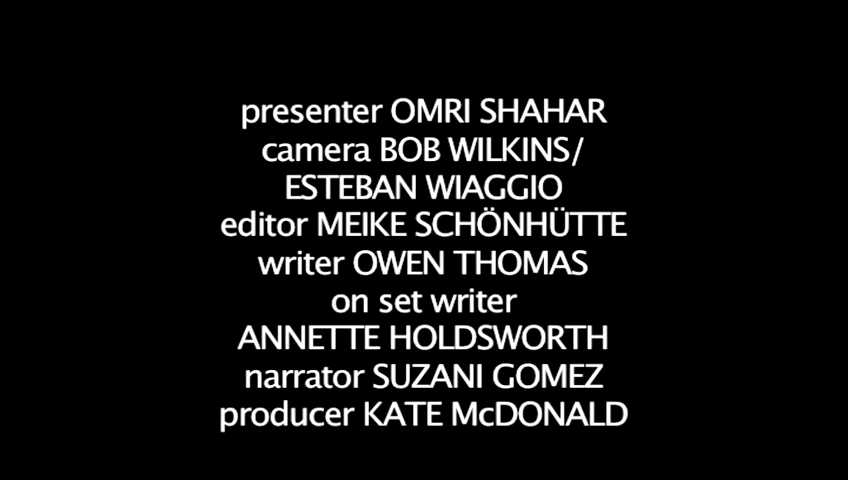 presenter OMRI SHAHAR
camera BOB WILKINS/
ESTEBAN WIAGGIO
editor MEIKE SCHÖNHÜTTE
writer OWEN THOMAS
on set writer
ANNETTE HOLDSWORTH
narrator SUZANI GOMEZ
producer KATE McDONALD